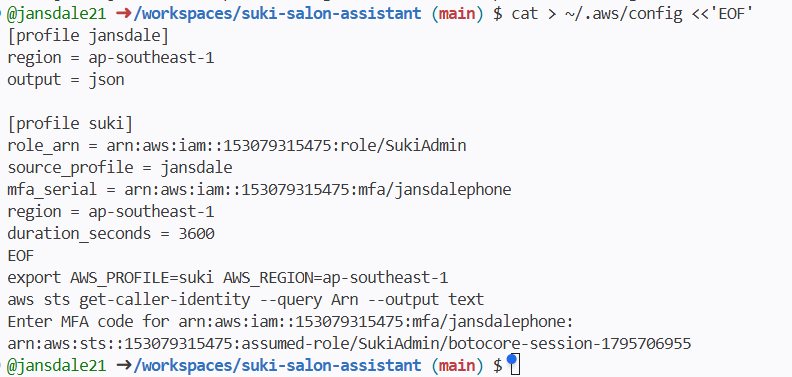 @jansdale21 ➜/workspaces/suki-salon-assistant (main) $ cat > ~/.aws/config <<'EOF'
[profile jansdale]
region = ap-southeast-1
output = json

[profile suki]
role_arn = arn:aws:iam::153079315475:role/SukiAdmin
source_profile = jansdale
mfa_serial = arn:aws:iam::153079315475:mfa/jansdalephone
region = ap-southeast-1
duration_seconds = 3600
EOF
export AWS_PROFILE=suki AWS_REGION=ap-southeast-1
aws sts get-caller-identity --query Arn --output text
Enter MFA code for arn:aws:iam::153079315475:mfa/jansdalephone:
arn:aws:sts::153079315475:assumed-role/SukiAdmin/botocore-session-1795706955
@jansdale21 ➜/workspaces/suki-salon-assistant (main) $